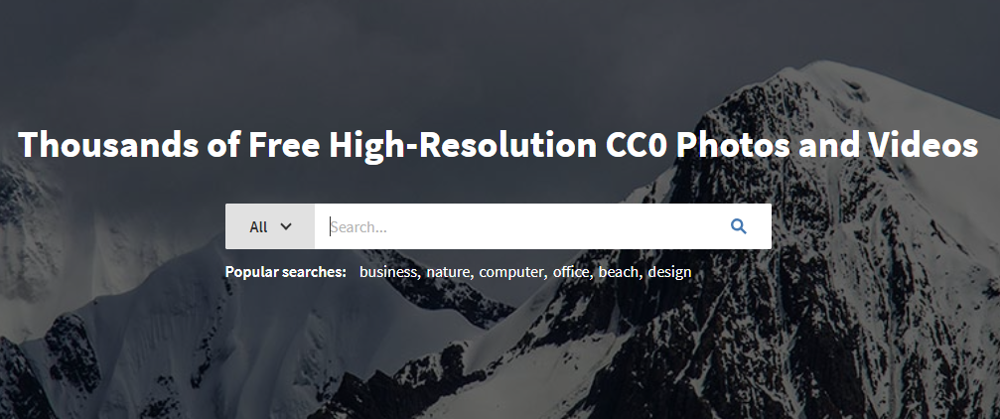 Thousands of Free High-Resolution CC0 Photos and Videos
All Search...
Popular searches: business, nature, computer, office, beach, design